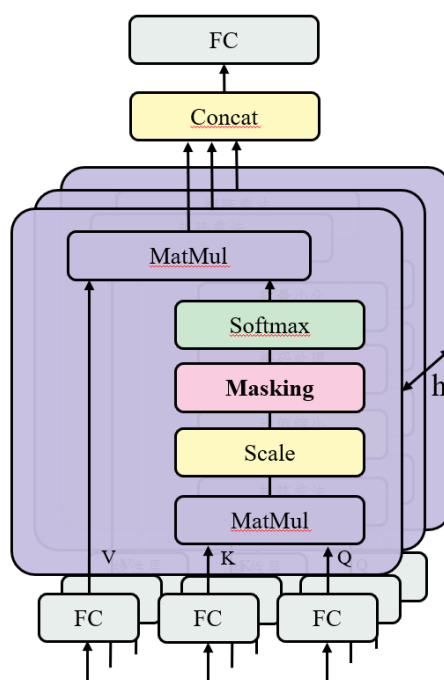 FC
Concat
MatMul
Softmax
Masking
Scale
MatMul
h
V
K
Q
FC
FC
FC